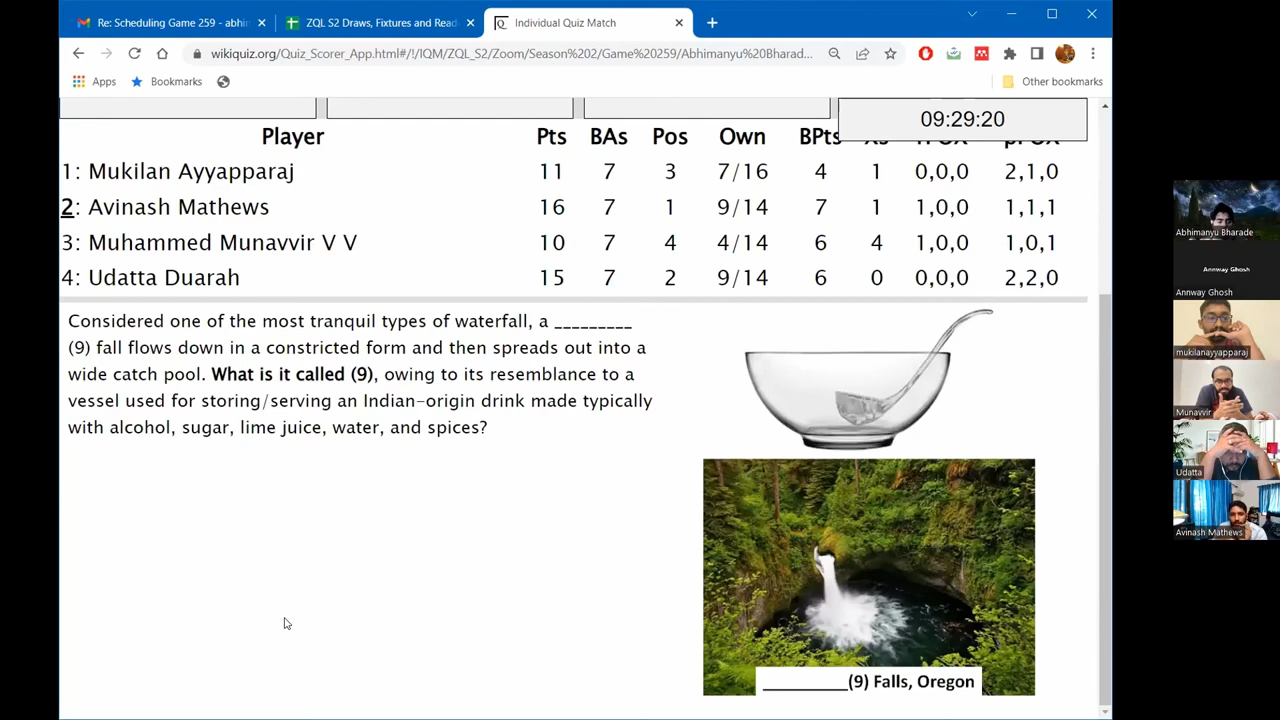 Re: Scheduling Game 259 - abhin
ZQL S2 Draws, Fixtures and Read
Individual Quiz Match
wikiquiz.org/Quiz_Scorer_App.html#/!/IQM/ZQL_S2/Zoom/Season%202/Game%20259/Abhimanyu%20Bharad...
Apps
Bookmarks
Other bookmarks
09:29:20
Player Pts BAs Pos Own BPts
1: Mukilan Ayyapparaj 11 7 3 7/16 4 1 0,0,0 2,1,0
2: Avinash Mathews 16 7 1 9/14 7 1 1,0,0 1,1,1
3: Muhammed Munavvir V V 10 7 4 4/14 6 4 1,0,0 1,0,1
4: Udatta Duarah 15 7 2 9/14 6 0 0,0,0 2,2,0
Considered one of the most tranquil types of waterfall, a _________
(9) fall flows down in a constricted form and then spreads out into a
wide catch pool. What is it called (9), owing to its resemblance to a
vessel used for storing/serving an Indian-origin drink made typically
with alcohol, sugar, lime juice, water, and spices?
_________(9) Falls, Oregon
Abhimanyu Bharade
Annway Ghosh
Annway Ghosh
mukilanayyapparaj
Munavvir
Udatta
Avinash Mathews